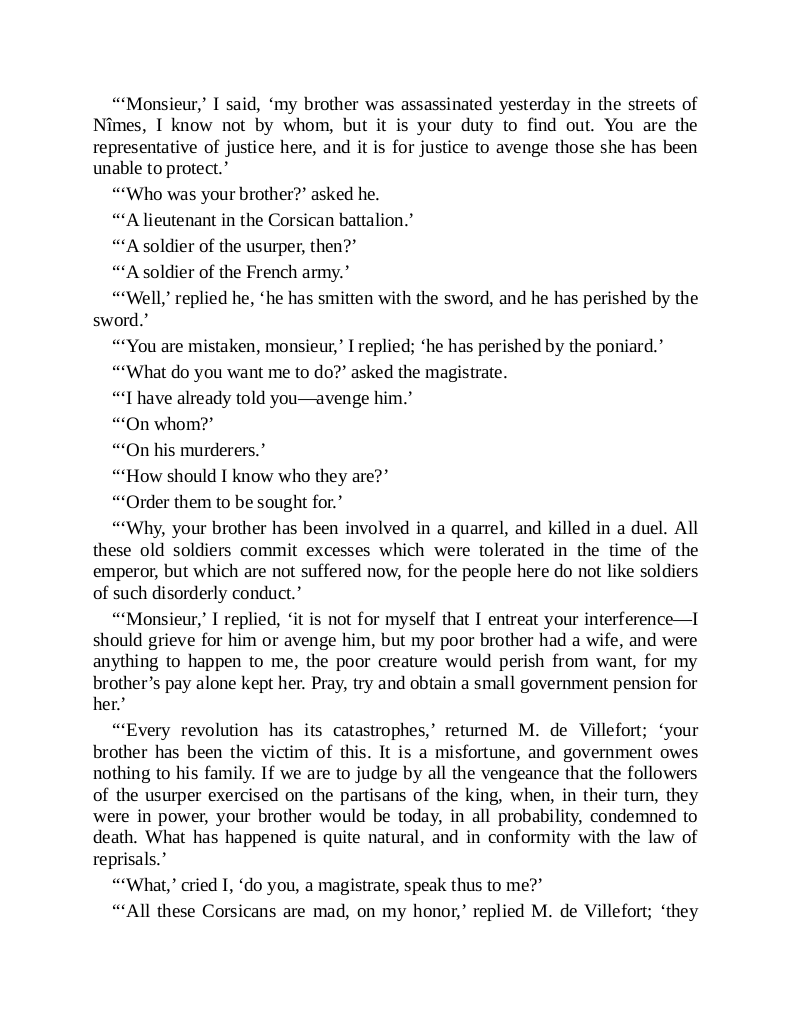 “‘Monsieur,’ I said, ‘my brother was assassinated yesterday in the streets of
Nîmes, I know not by whom, but it is your duty to find out. You are the
representative of justice here, and it is for justice to avenge those she has been
unable to protect.’
“‘Who was your brother?’ asked he.
“‘A lieutenant in the Corsican battalion.’
“‘A soldier of the usurper, then?’
“‘A soldier of the French army.’
“‘Well,’ replied he, ‘he has smitten with the sword, and he has perished by the
sword.’
“‘You are mistaken, monsieur,’ I replied; ‘he has perished by the poniard.’
“‘What do you want me to do?’ asked the magistrate.
“‘I have already told you—avenge him.’
“‘On whom?’
“‘On his murderers.’
“‘How should I know who they are?’
“‘Order them to be sought for.’
“‘Why, your brother has been involved in a quarrel, and killed in a duel. All
these old soldiers commit excesses which were tolerated in the time of the
emperor, but which are not suffered now, for the people here do not like soldiers
of such disorderly conduct.’
“‘Monsieur,’ I replied, ‘it is not for myself that I entreat your interference—I
should grieve for him or avenge him, but my poor brother had a wife, and were
anything to happen to me, the poor creature would perish from want, for my
brother’s pay alone kept her. Pray, try and obtain a small government pension for
her.’
“‘Every revolution has its catastrophes,’ returned M. de Villefort; ‘your
brother has been the victim of this. It is a misfortune, and government owes
nothing to his family. If we are to judge by all the vengeance that the followers
of the usurper exercised on the partisans of the king, when, in their turn, they
were in power, your brother would be today, in all probability, condemned to
death. What has happened is quite natural, and in conformity with the law of
reprisals.’
“‘What,’ cried I, ‘do you, a magistrate, speak thus to me?’
“‘All these Corsicans are mad, on my honor,’ replied M. de Villefort; ‘they